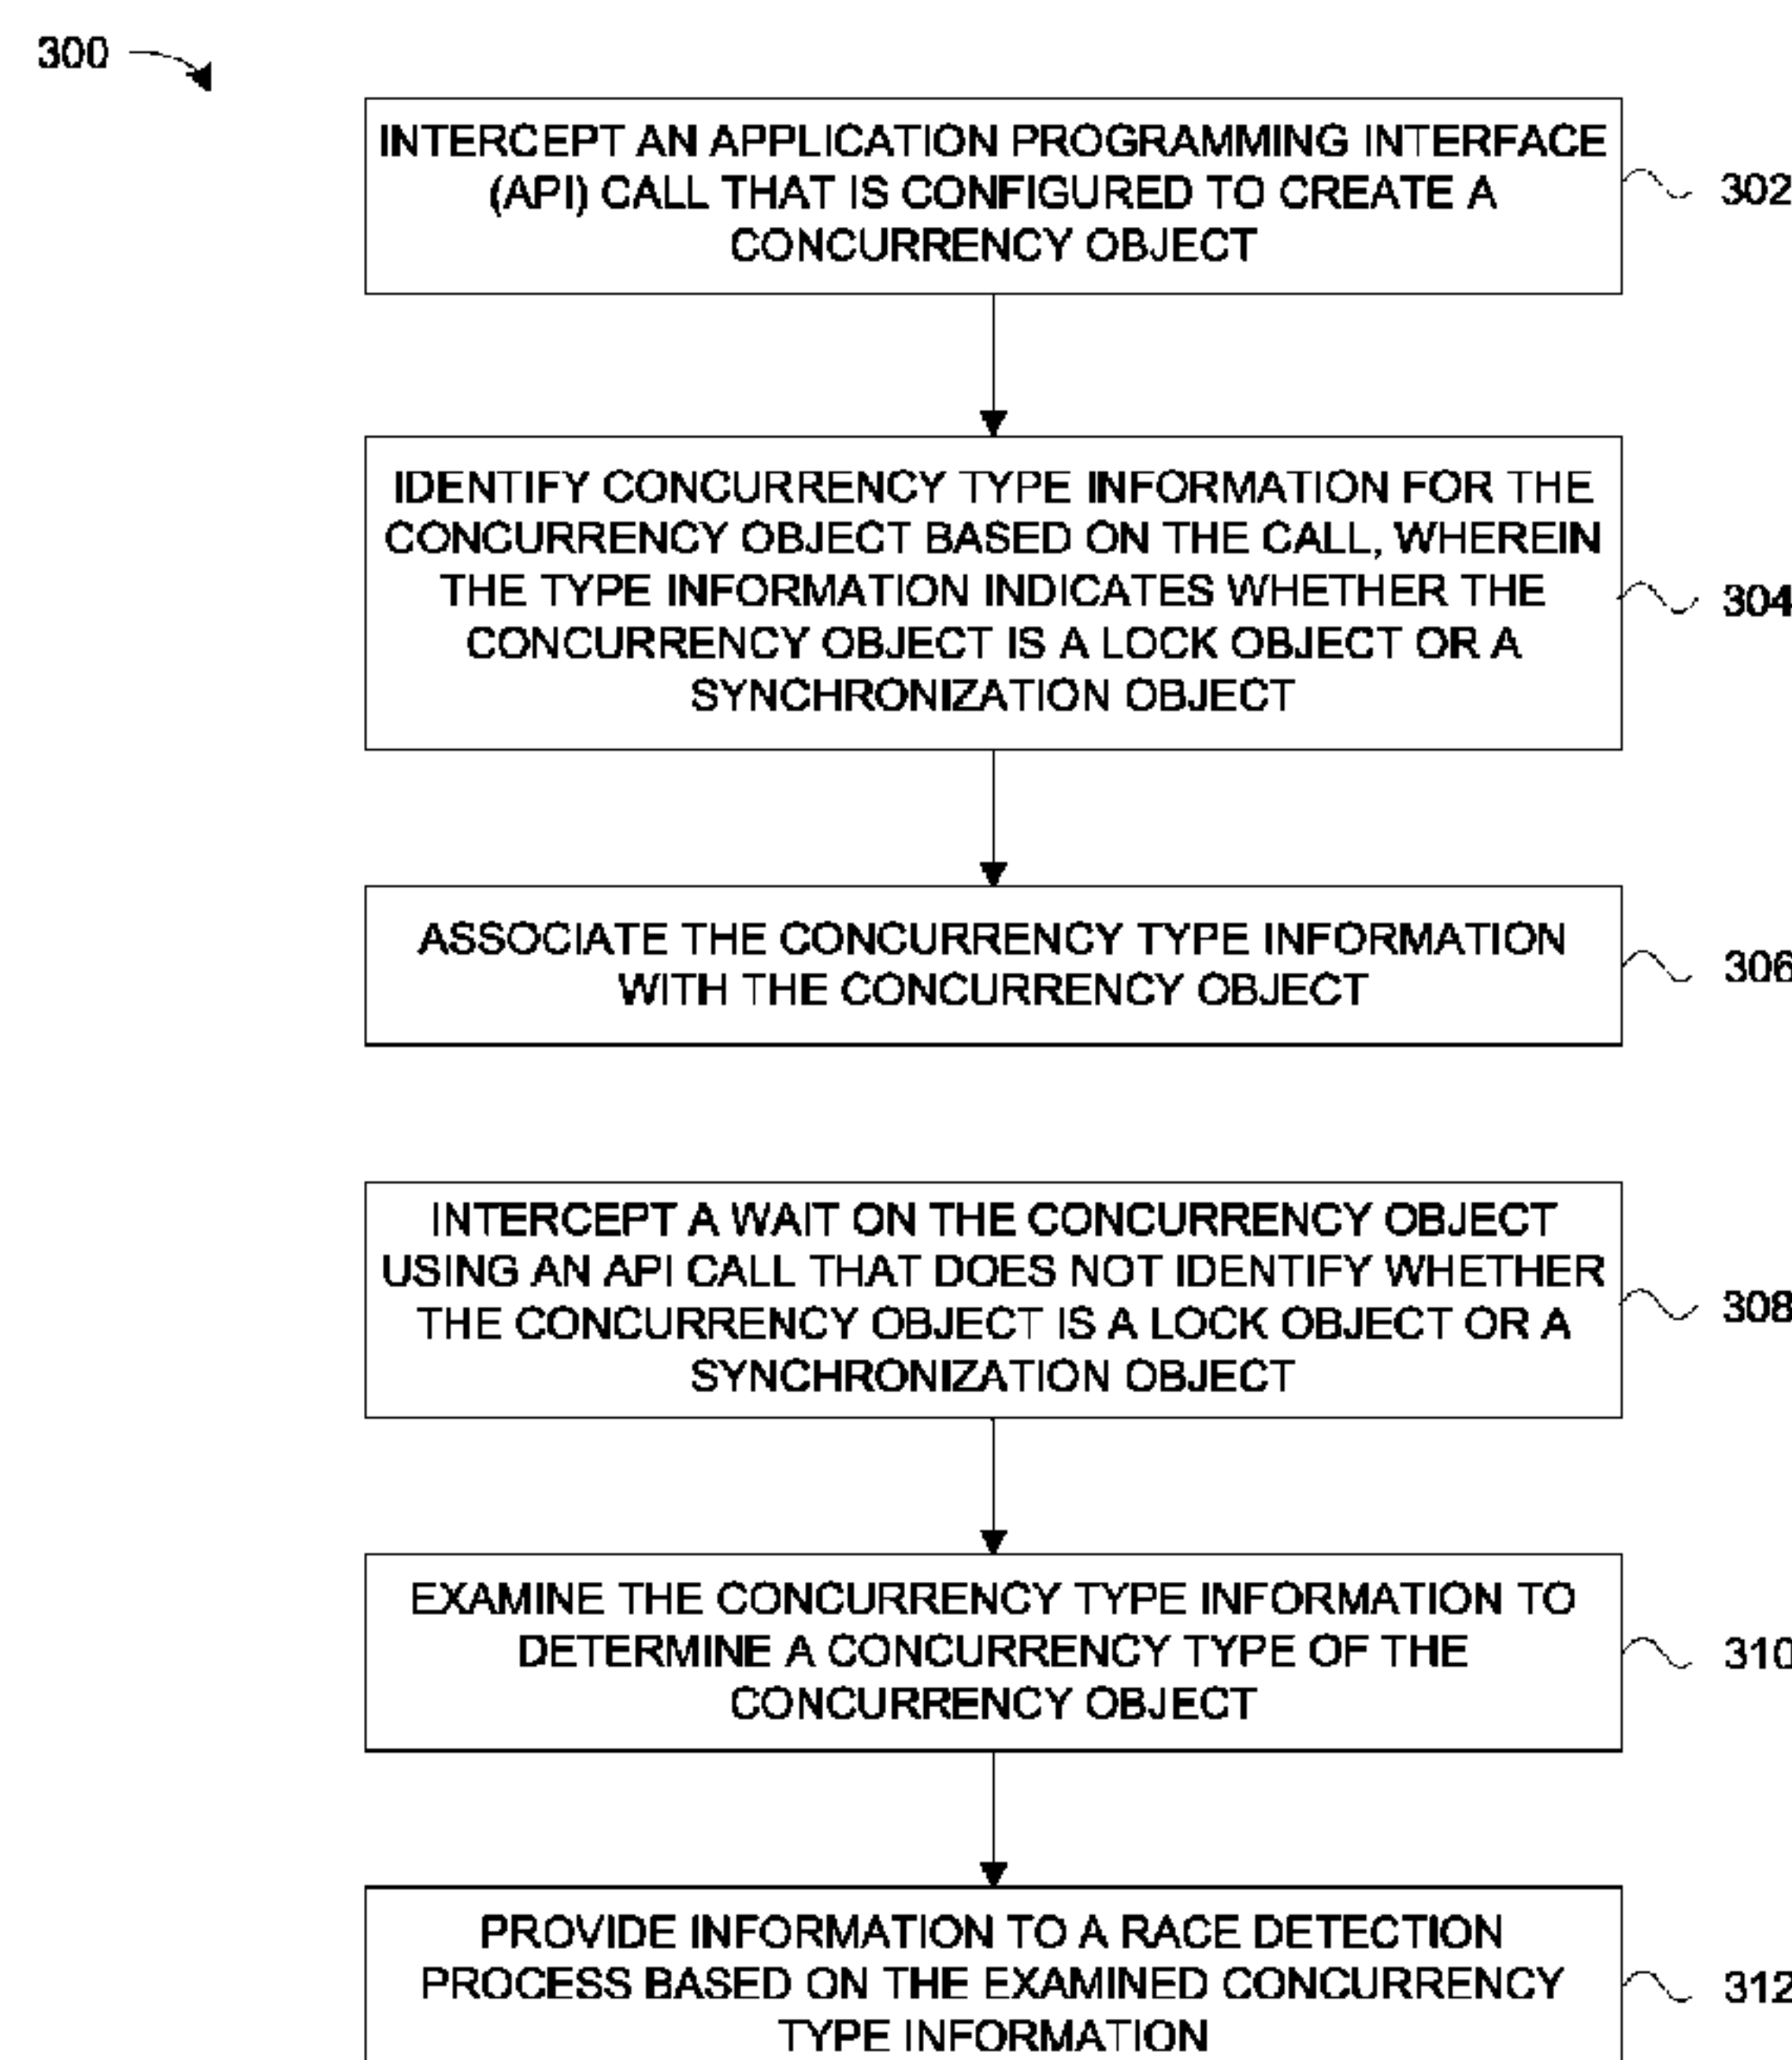 300
INTERCEPT AN APPLICATION PROGRAMMING INTERFACE
(API) CALL THAT IS CONFIGURED TO CREATE A
CONCURRENCY OBJECT
302
IDENTIFY CONCURRENCY TYPE INFORMATION FOR THE
CONCURRENCY OBJECT BASED ON THE CALL, WHEREIN
THE TYPE INFORMATION INDICATES WHETHER THE
CONCURRENCY OBJECT IS A LOCK OBJECT OR A
SYNCHRONIZATION OBJECT
304
ASSOCIATE THE CONCURRENCY TYPE INFORMATION
WITH THE CONCURRENCY OBJECT
306
INTERCEPT A WAIT ON THE CONCURRENCY OBJECT
USING AN API CALL THAT DOES NOT IDENTIFY WHETHER
THE CONCURRENCY OBJECT IS A LOCK OBJECT OR A
SYNCHRONIZATION OBJECT
308
EXAMINE THE CONCURRENCY TYPE INFORMATION TO
DETERMINE A CONCURRENCY TYPE OF THE
CONCURRENCY OBJECT
310
PROVIDE INFORMATION TO A RACE DETECTION
PROCESS BASED ON THE EXAMINED CONCURRENCY
TYPE INFORMATION
312